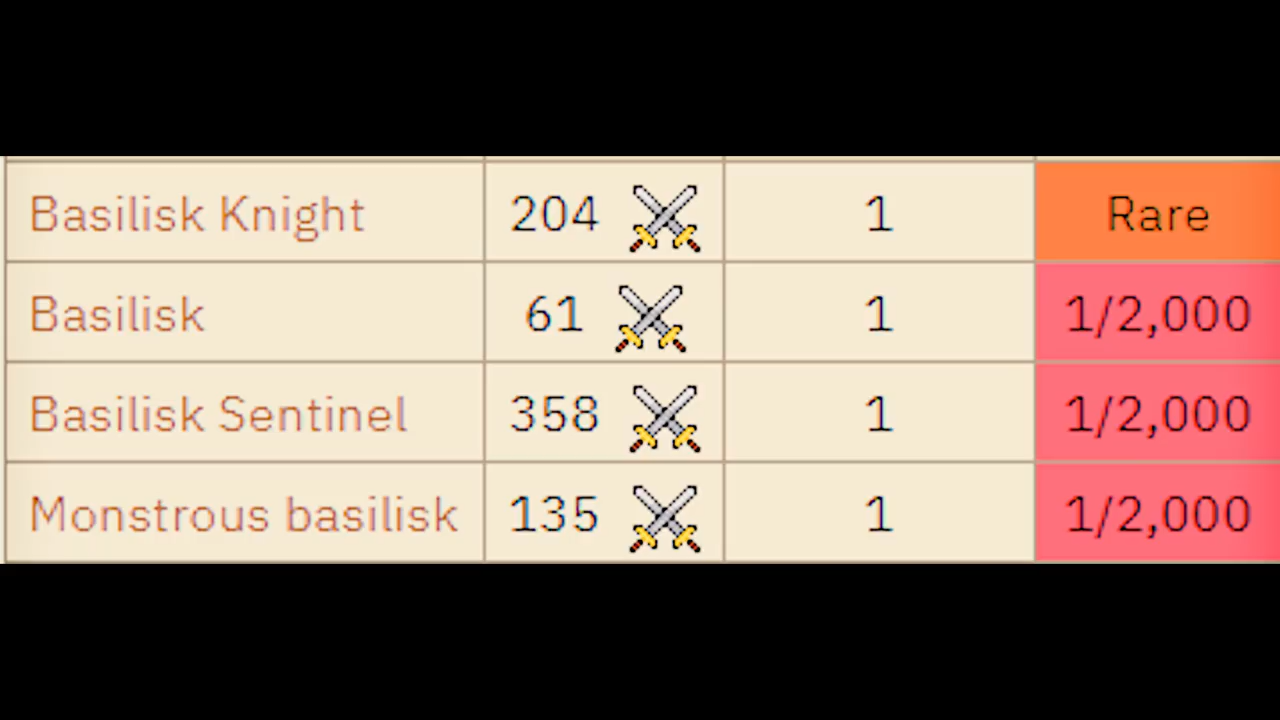 Basilisk Knight 204 1 Rare
Basilisk 61 1 1/2,000
Basilisk Sentinel 358 1 1/2,000
Monstrous basilisk 135 1 1/2,000